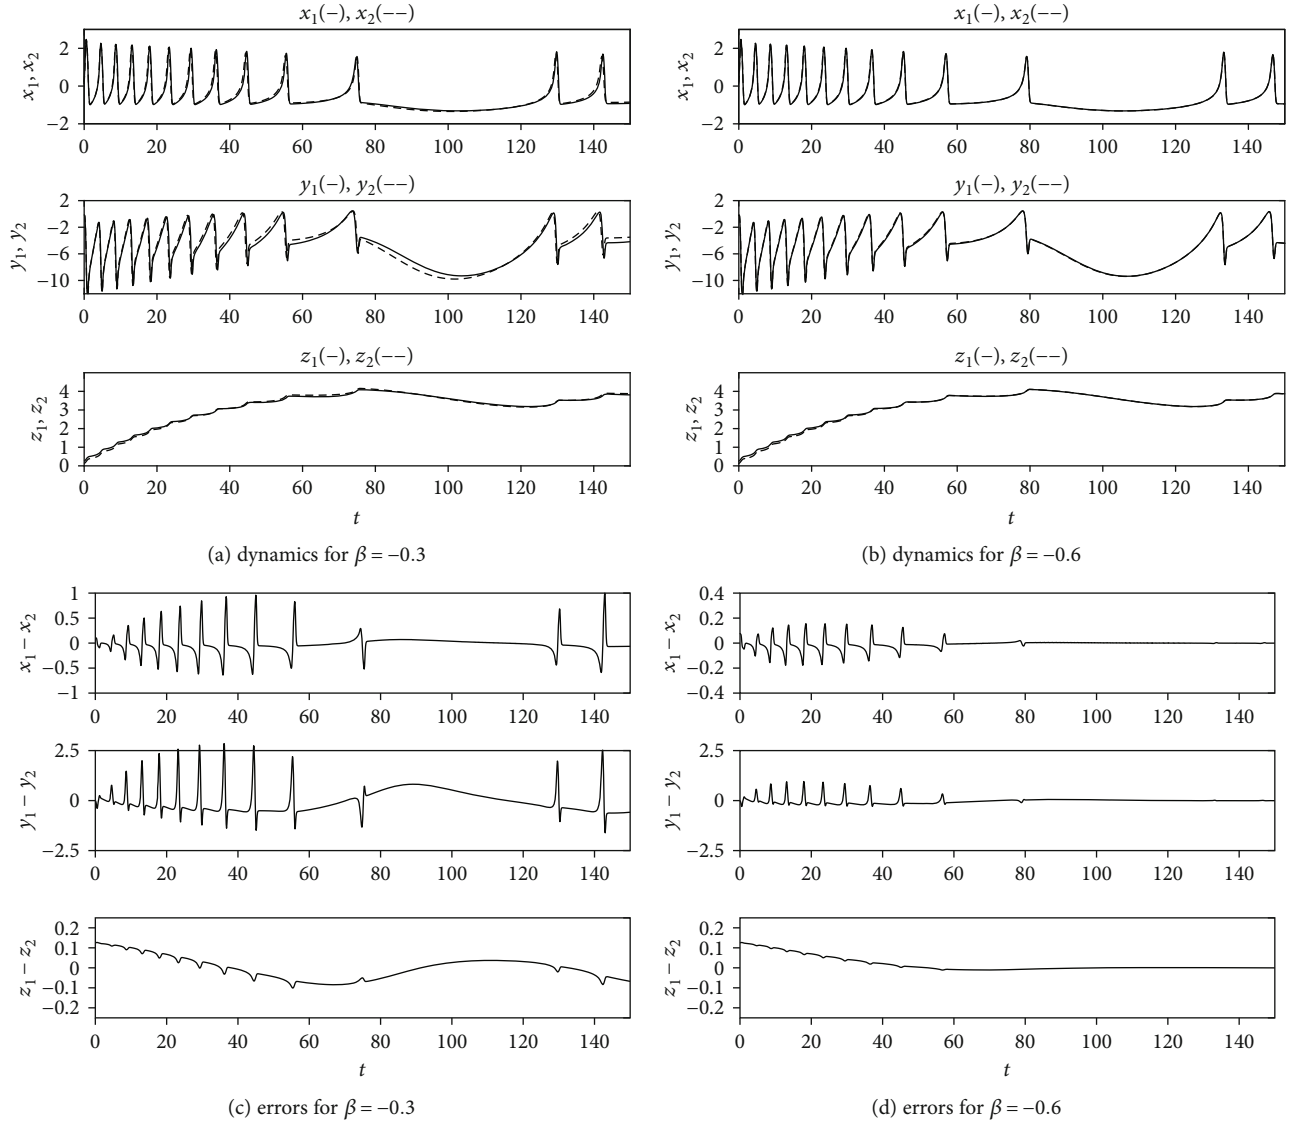 x₁(−), x₂(−−)
x₁, x₂
2
0
−2
0 20 40 60 80 100 120 140
y₁(−), y₂(−−)
y₁, y₂
2
−2
−6
−10
0 20 40 60 80 100 120 140
z₁(−), z₂(−−)
z₁, z₂
4
3
2
1
0
0 20 40 60 80 100 120 140
t
(a) dynamics for β = −0.3
x₁(−), x₂(−−)
x₁, x₂
2
0
−2
0 20 40 60 80 100 120 140
y₁(−), y₂(−−)
y₁, y₂
2
−2
−6
−10
0 20 40 60 80 100 120 140
z₁(−), z₂(−−)
z₁, z₂
4
3
2
1
0
0 20 40 60 80 100 120 140
t
(b) dynamics for β = −0.6
x₁ − x₂
1
0.5
0
−0.5
−1
0 20 40 60 80 100 120 140
y₁ − y₂
2.5
0
−2.5
0 20 40 60 80 100 120 140
z₁ − z₂
0.2
0.1
0
−0.1
−0.2
0 20 40 60 80 100 120 140
t
(c) errors for β = −0.3
x₁ − x₂
0.4
0.2
0
−0.2
−0.4
0 20 40 60 80 100 120 140
y₁ − y₂
2.5
0
−2.5
0 20 40 60 80 100 120 140
z₁ − z₂
0.2
0.1
0
−0.1
−0.2
0 20 40 60 80 100 120 140
t
(d) errors for β = −0.6